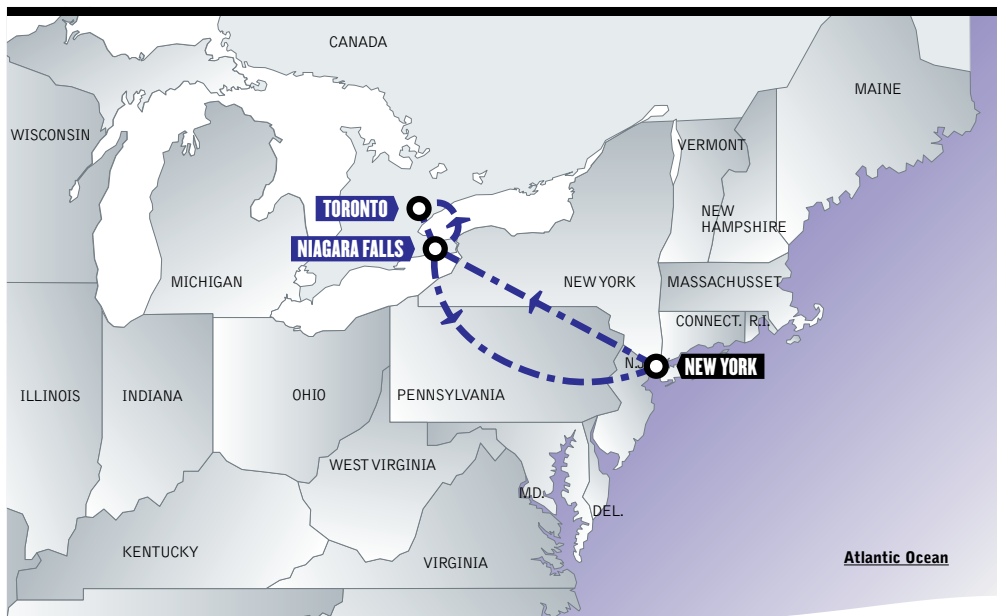 CANADA
MAINE
WISCONSIN
VERMONT
TORONTO
NEW
HAMPSHIRE
NIAGARA FALLS
MICHIGAN
NEW YORK
MASSACHUSSET
CONNECT.
R.I.
N.J.
NEW YORK
ILLINOIS
INDIANA
OHIO
PENNSYLVANIA
WEST VIRGINIA
MD.
DEL.
KENTUCKY
VIRGINIA
Atlantic Ocean